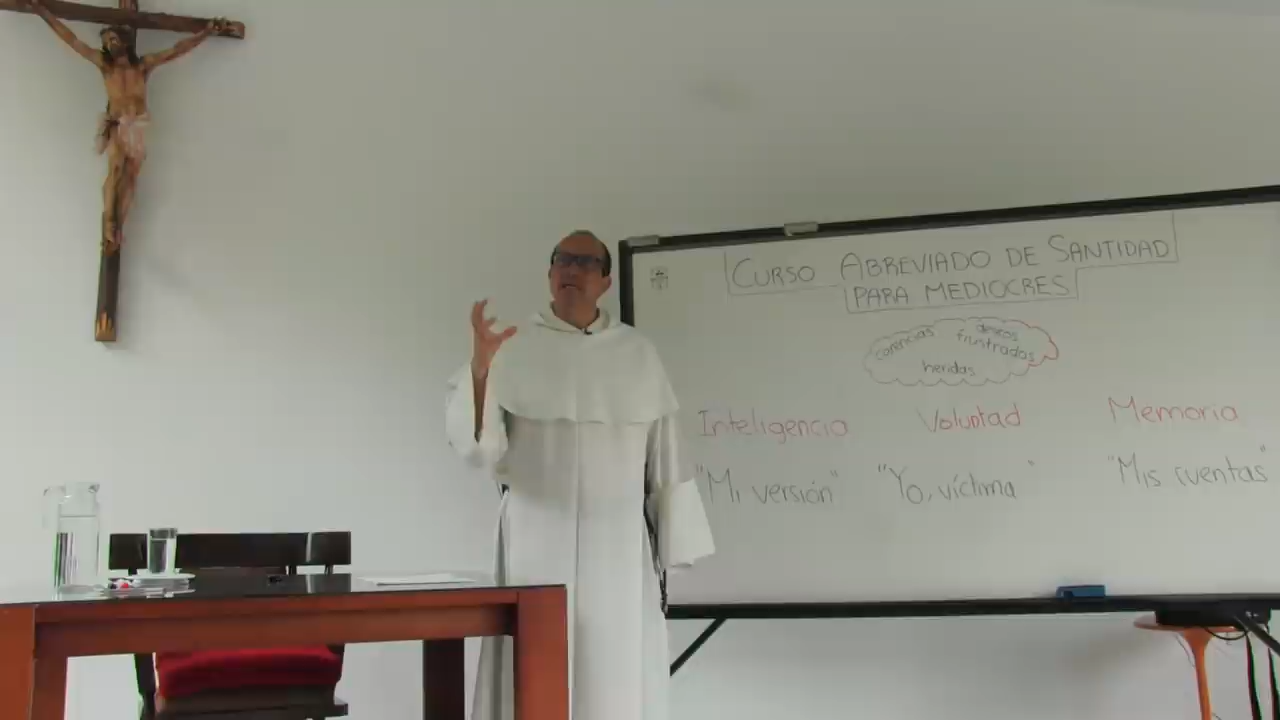 CURSO ABREVIADO DE SANTIDAD
PARA MEDIOCRES
carencias deseos
frustrados
heridas
Inteligencia Voluntad Memoria
"Mi versión" "Yo, víctima" "Mis cuentas"